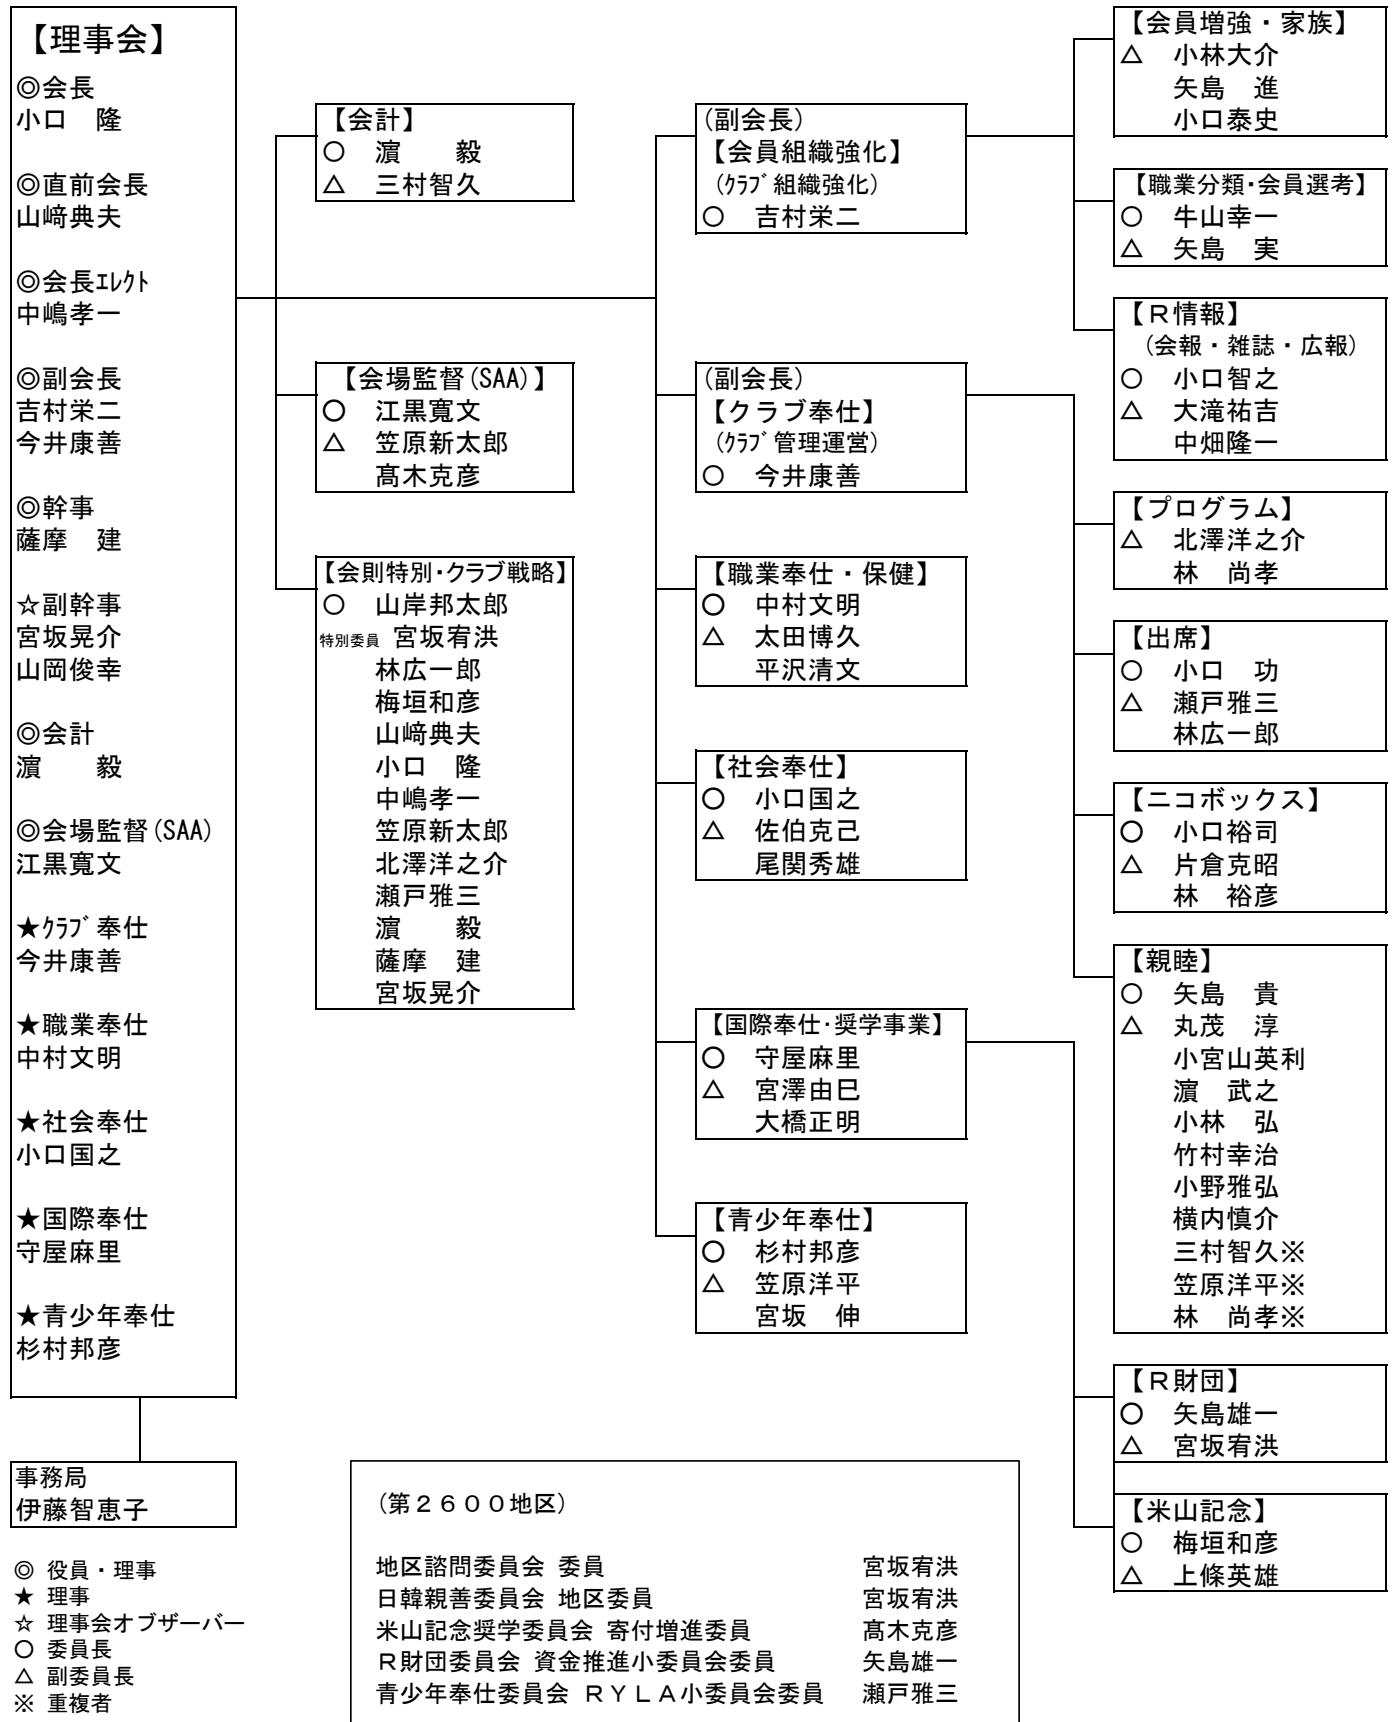 【理事会】
◎会長
小口　隆
◎直前会長
山﨑典夫
◎会長ｴﾚｸﾄ
中嶋孝一
◎副会長
吉村栄二
今井康善
◎幹事
薩摩　建
☆副幹事
宮坂晃介
山岡俊幸
◎会計
濵　　毅
◎会場監督(SAA)
江黒寛文
★ｸﾗﾌﾞ奉仕
今井康善
★職業奉仕
中村文明
★社会奉仕
小口国之
★国際奉仕
守屋麻里
★青少年奉仕
杉村邦彦
事務局
伊藤智恵子
◎ 役員・理事
★ 理事
☆ 理事会オブザーバー
○ 委員長
△ 副委員長
※ 重複者
【会計】
○　濵　　毅
△　三村智久
【会場監督(SAA)】
○　江黒寛文
△　笠原新太郎
髙木克彦
【会則特別･クラブ戦略】
○　山岸邦太郎
特別委員 宮坂宥洪
林広一郎
梅垣和彦
山﨑典夫
小口　隆
中嶋孝一
笠原新太郎
北澤洋之介
瀬戸雅三
濵　　毅
薩摩　建
宮坂晃介
(副会長)
【会員組織強化】
(ｸﾗﾌﾞ組織強化)
○　吉村栄二
(副会長)
【クラブ奉仕】
(ｸﾗﾌﾞ管理運営)
○　今井康善
【職業奉仕・保健】
○　中村文明
△　太田博久
平沢清文
【社会奉仕】
○　小口国之
△　佐伯克己
尾関秀雄
【国際奉仕･奨学事業】
○　守屋麻里
△　宮澤由巳
大橋正明
【青少年奉仕】
○　杉村邦彦
△　笠原洋平
宮坂　伸
【会員増強・家族】
△　小林大介
矢島　進
小口泰史
【職業分類･会員選考】
○　牛山幸一
△　矢島　実
【Ｒ情報】
(会報・雑誌・広報)
○　小口智之
△　大滝祐吉
中畑隆一
【プログラム】
△　北澤洋之介
林　尚孝
【出席】
○　小口　功
△　瀬戸雅三
林広一郎
【ニコボックス】
○　小口裕司
△　片倉克昭
林　裕彦
【親睦】
○　矢島　貴
△　丸茂　淳
小宮山英利
濵　武之
小林　弘
竹村幸治
小野雅弘
横内慎介
三村智久※
笠原洋平※
林　尚孝※
【Ｒ財団】
○　矢島雄一
△　宮坂宥洪
【米山記念】
○　梅垣和彦
△　上條英雄
(第２６００地区)
地区諮問委員会 委員　宮坂宥洪
日韓親善委員会 地区委員　宮坂宥洪
米山記念奨学委員会 寄付増進委員　髙木克彦
Ｒ財団委員会 資金推進小委員会委員　矢島雄一
青少年奉仕委員会 ＲＹＬＡ小委員会委員　瀬戸雅三